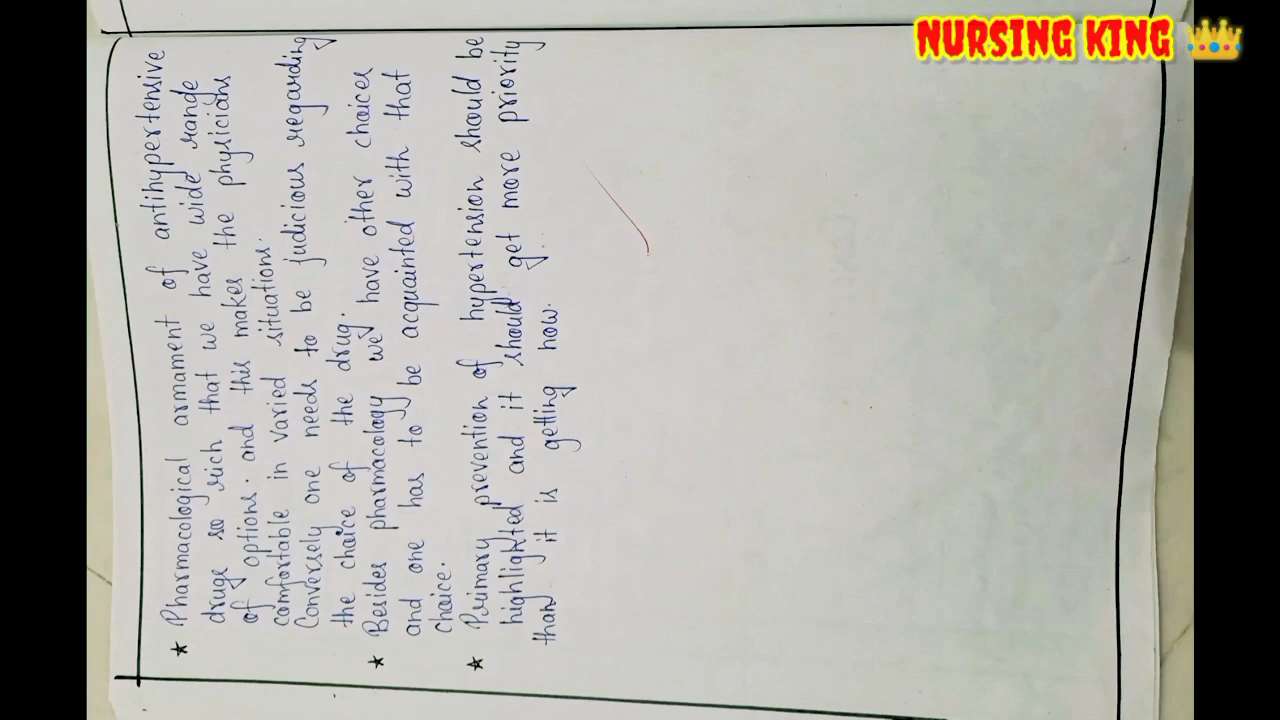 NURSING KING
★ Pharmacological armament of antihypertensive
drugs so rich that we have wide rande
of options. and this makes the physicians
comfortable in varied situations.
Conversely one needs to be judicious regarding
the choice of the drug.
★ Besides pharmacology we have other choices
and one has to be acquainted with that
choice.
★ Primary prevention of hypertension should be
highlighted and it should get more priority
than it is getting now.